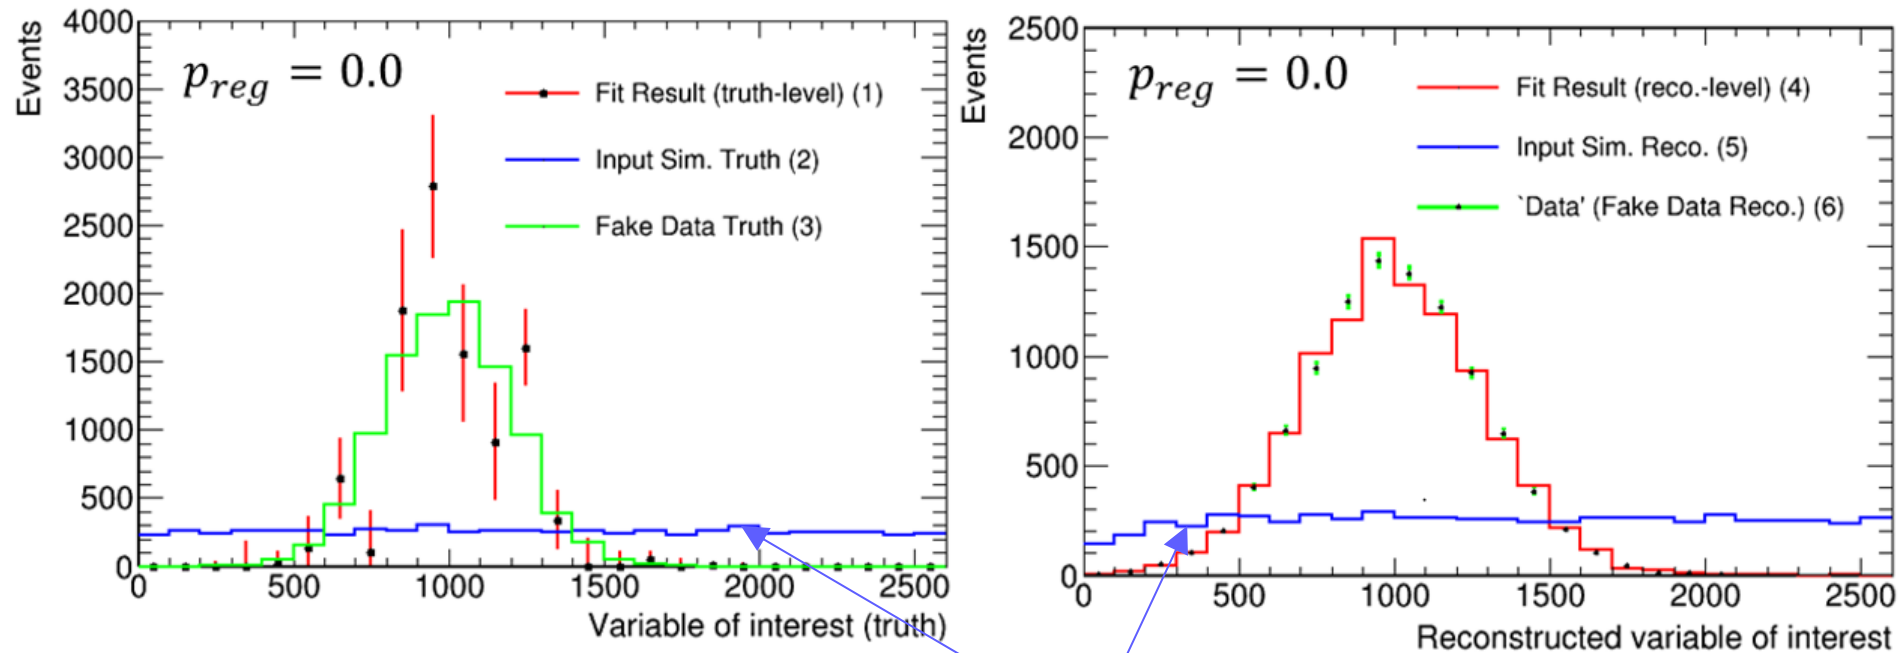 4000
3500
3000
2500
2000
1500
1000
500
0
Events
p_reg = 0.0
Fit Result (truth-level) (1)
Input Sim. Truth (2)
Fake Data Truth (3)
0 500 1000 1500 2000 2500
Variable of interest (truth)
2500
2000
1500
1000
500
0
Events
p_reg = 0.0
Fit Result (reco.-level) (4)
Input Sim. Reco. (5)
`Data' (Fake Data Reco.) (6)
0 500 1000 1500 2000 2500
Reconstructed variable of interest